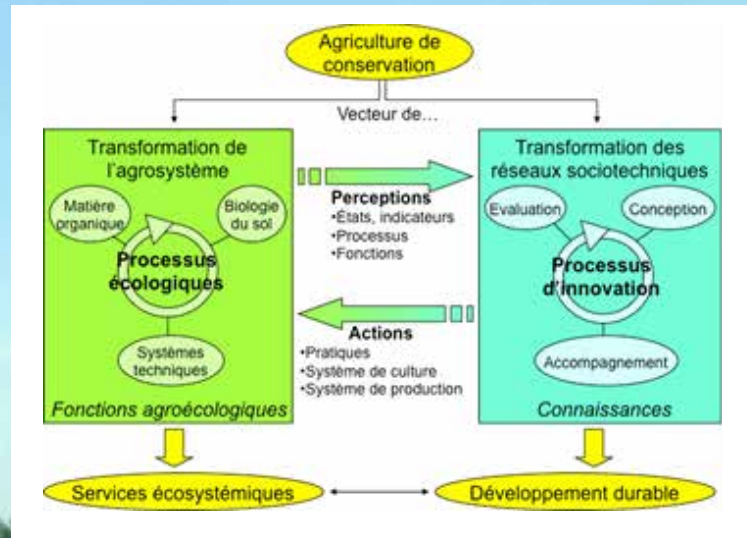 Agriculture de
conservation
Vecteur de…
Transformation de
l'agrosystème
Matière
organique
Biologie
du sol
Processus
écologiques
Systèmes
techniques
Fonctions agroécologiques
Perceptions
•États, indicateurs
•Processus
•Fonctions
Actions
•Pratiques
•Système de culture
•Système de production
Transformation des
réseaux sociotechniques
Evaluation
Conception
Processus
d'innovation
Accompagnement
Connaissances
Services écosystémiques
Développement durable